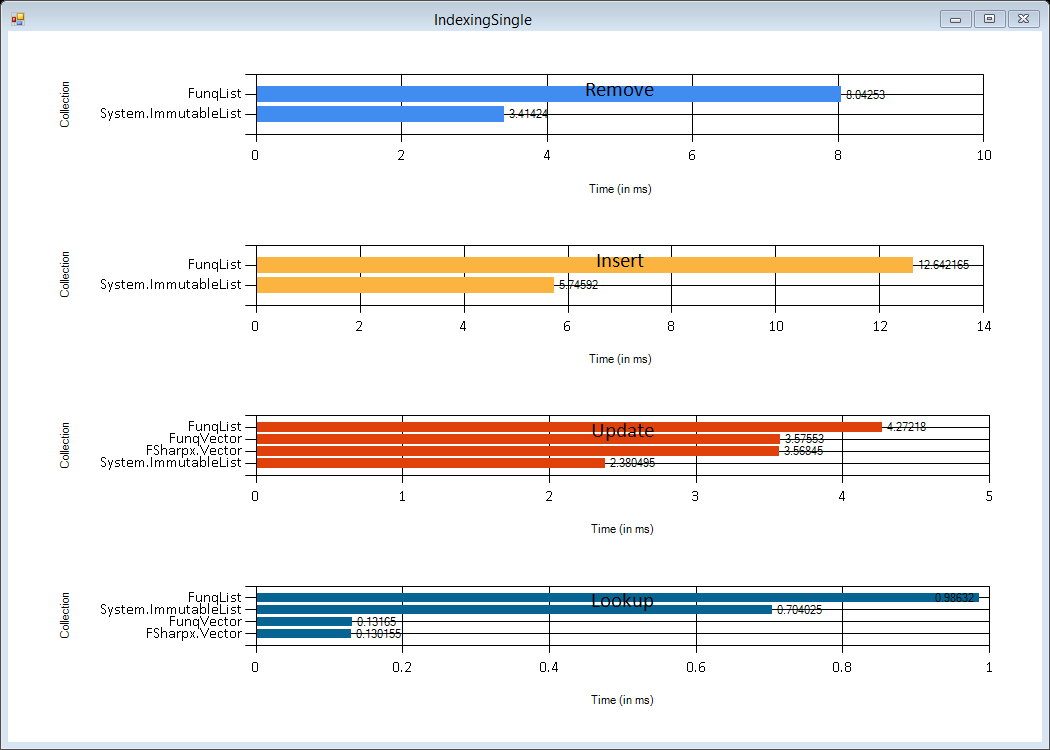 IndexingSingle
Remove
Collection
FunqList 8.04253
System.ImmutableList 3.41424
0 2 4 6 8 10
Time (in ms)
Insert
Collection
FunqList 12.642165
System.ImmutableList 5.74592
0 2 4 6 8 10 12 14
Time (in ms)
Update
Collection
FunqList 4.27218
FunqVector 3.57553
FSharpx.Vector 3.56845
System.ImmutableList 2.380495
0 1 2 3 4 5
Time (in ms)
Lookup
Collection
FunqList 0.98632
System.ImmutableList 0.704025
FunqVector 0.13165
FSharpx.Vector 0.130155
0 0.2 0.4 0.6 0.8 1
Time (in ms)